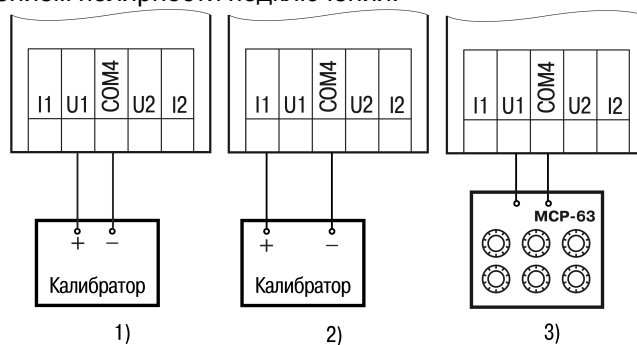 I1 U1 COM4 U2 I2
I1 U1 COM4 U2 I2
I1 U1 COM4 U2 I2
+ −
Калибратор
+ −
Калибратор
МСР-63
1)
2)
3)